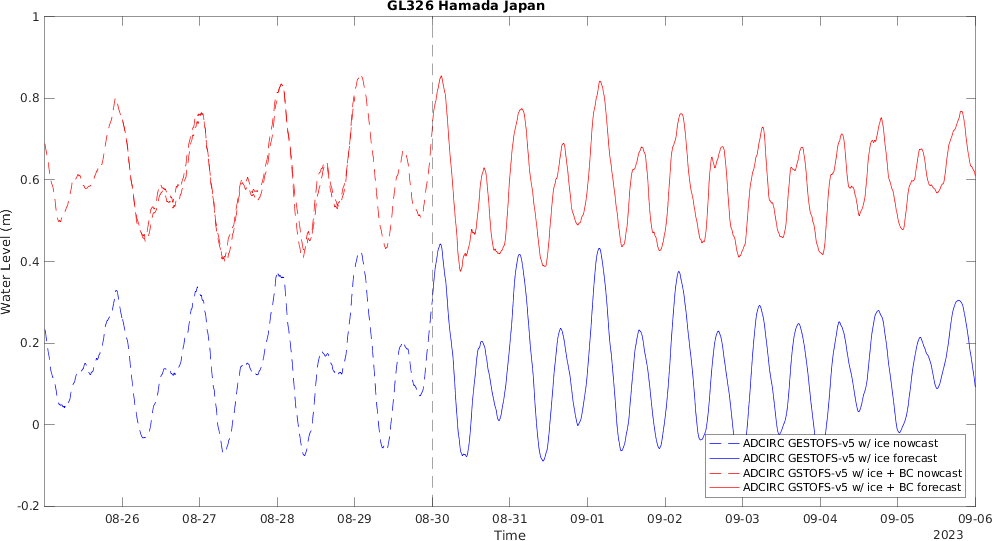 GL326 Hamada Japan
1
0.8
0.6
0.4
0.2
0
-0.2
Water Level (m)
ADCIRC GESTOFS-v5 w/ ice nowcast
ADCIRC GESTOFS-v5 w/ ice forecast
ADCIRC GSTOFS-v5 w/ ice + BC nowcast
ADCIRC GSTOFS-v5 w/ ice + BC forecast
08-26 08-27 08-28 08-29 08-30 08-31 09-01 09-02 09-03 09-04 09-05 09-06
Time
2023